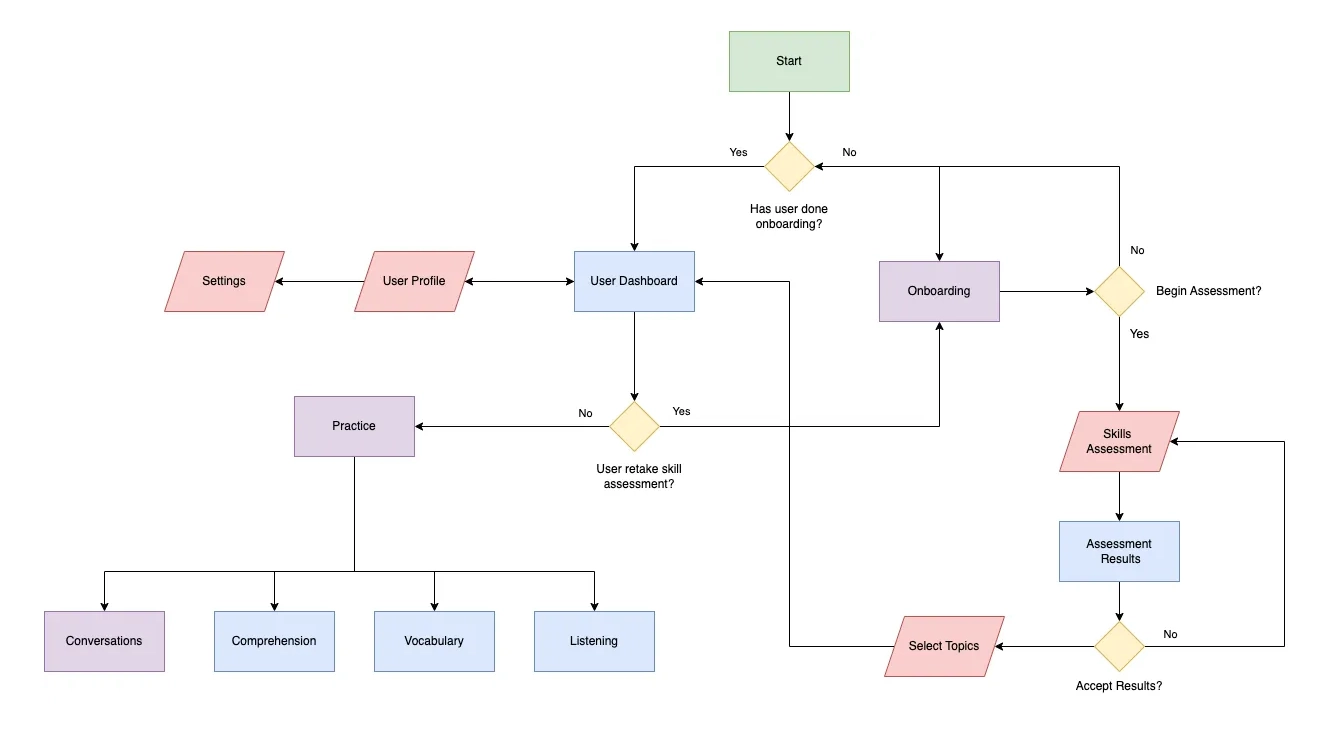 Start
Yes
No
Has user done
onboarding?
No
Settings
User Profile
User Dashboard
Onboarding
Begin Assessment?
Yes
Practice
No
Yes
User retake skill
assessment?
Skills
Assessment
Assessment
Results
Conversations
Comprehension
Vocabulary
Listening
Select Topics
No
Accept Results?